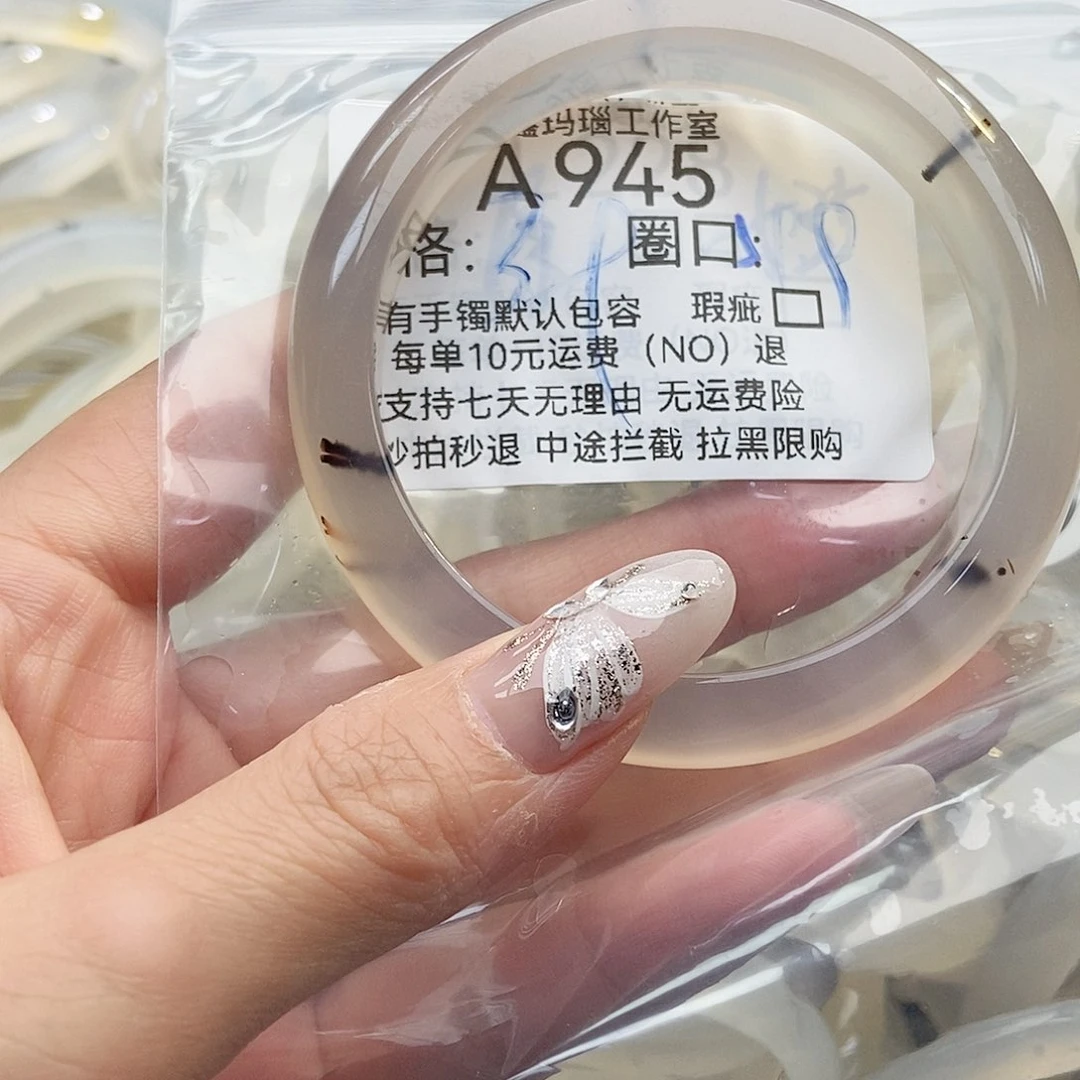 玛瑙工作室
A945
格： 圈口：
有手镯默认包容 瑕疵
每单10元运费（NO）退
支持七天无理由 无运费险
秒拍秒退 中途拦截 拉黑限购